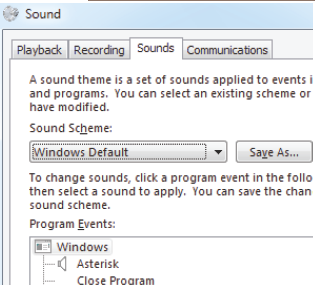 Sound
Playback Recording Sounds Communications
A sound theme is a set of sounds applied to events i
and programs. You can select an existing scheme or
have modified.
Sound Scheme:
Windows Default Save As...
To change sounds, click a program event in the follo
then select a sound to apply. You can save the chan
sound scheme.
Program Events:
Windows
Asterisk
Close Program